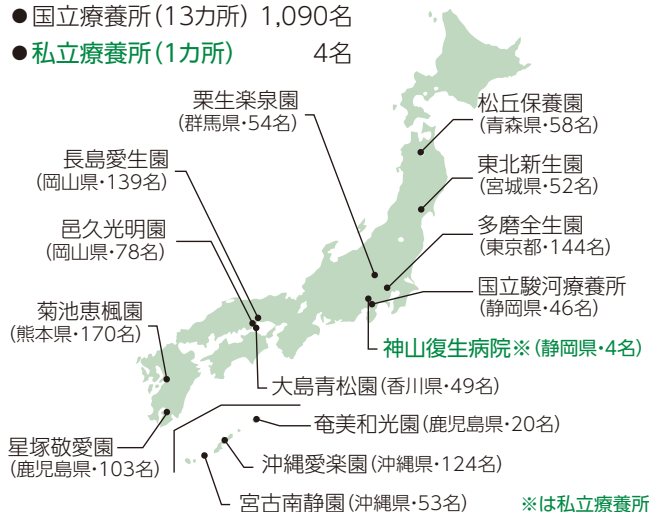 ●国立療養所(13カ所) 1,090名
●私立療養所(1カ所) 4名
栗生楽泉園
(群馬県・54名)
松丘保養園
(青森県・58名)
長島愛生園
(岡山県・139名)
東北新生園
(宮城県・52名)
邑久光明園
(岡山県・78名)
多磨全生園
(東京都・144名)
国立駿河療養所
(静岡県・46名)
菊池恵楓園
(熊本県・170名)
神山復生病院※(静岡県・4名)
大島青松園(香川県・49名)
奄美和光園(鹿児島県・20名)
星塚敬愛園
(鹿児島県・103名)
沖縄愛楽園(沖縄県・124名)
宮古南静園(沖縄県・53名)
※は私立療養所